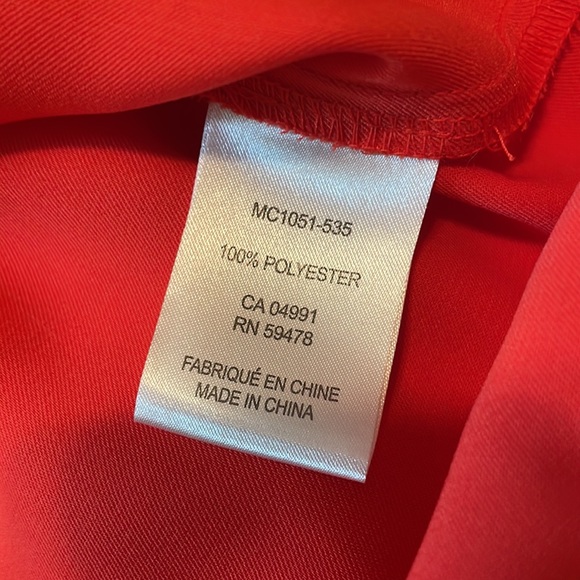 MC1051-535
100% POLYESTER
CA 04991
RN 59478
FABRIQUÉ EN CHINE
MADE IN CHINA